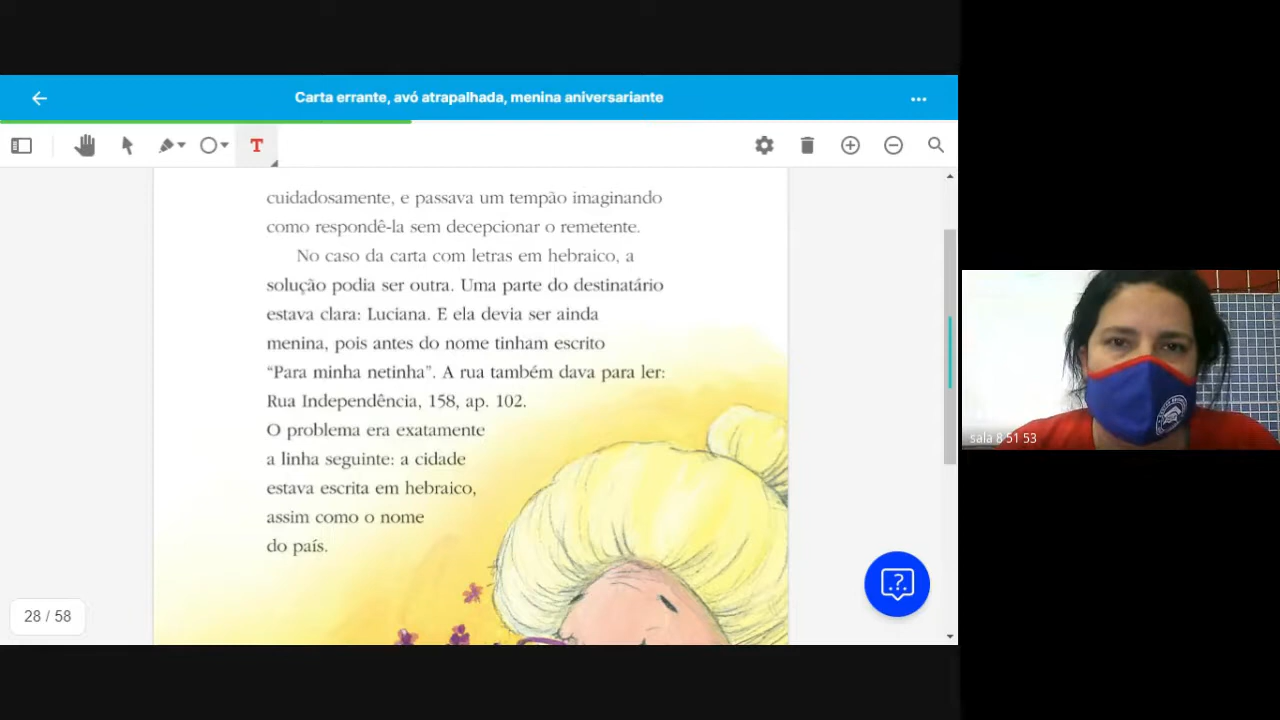 Carta errante, avó atrapalhada, menina aniversariante
T
cuidadosamente, e passava um tempão imaginando
como respondê-la sem decepcionar o remetente.
No caso da carta com letras em hebraico, a
solução podia ser outra. Uma parte do destinatário
estava clara: Luciana. E ela devia ser ainda
menina, pois antes do nome tinham escrito
“Para minha netinha”. A rua também dava para ler:
Rua Independência, 158, ap. 102.
O problema era exatamente
a linha seguinte: a cidade
estava escrita em hebraico,
assim como o nome
do país.
28 / 58
sala 8 51 53